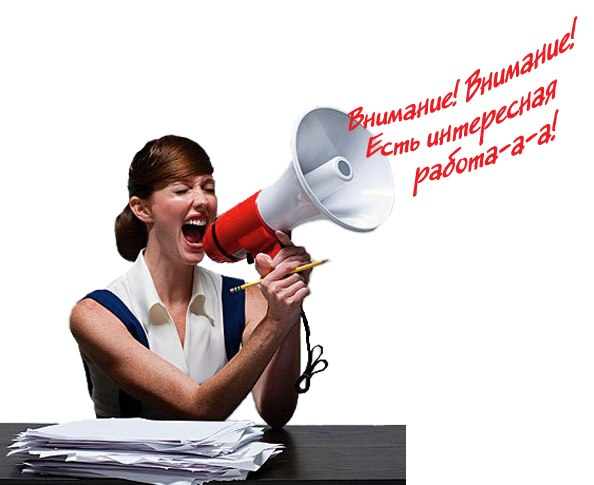 Внимание! Внимание!
Есть интересная
работа-а-а!